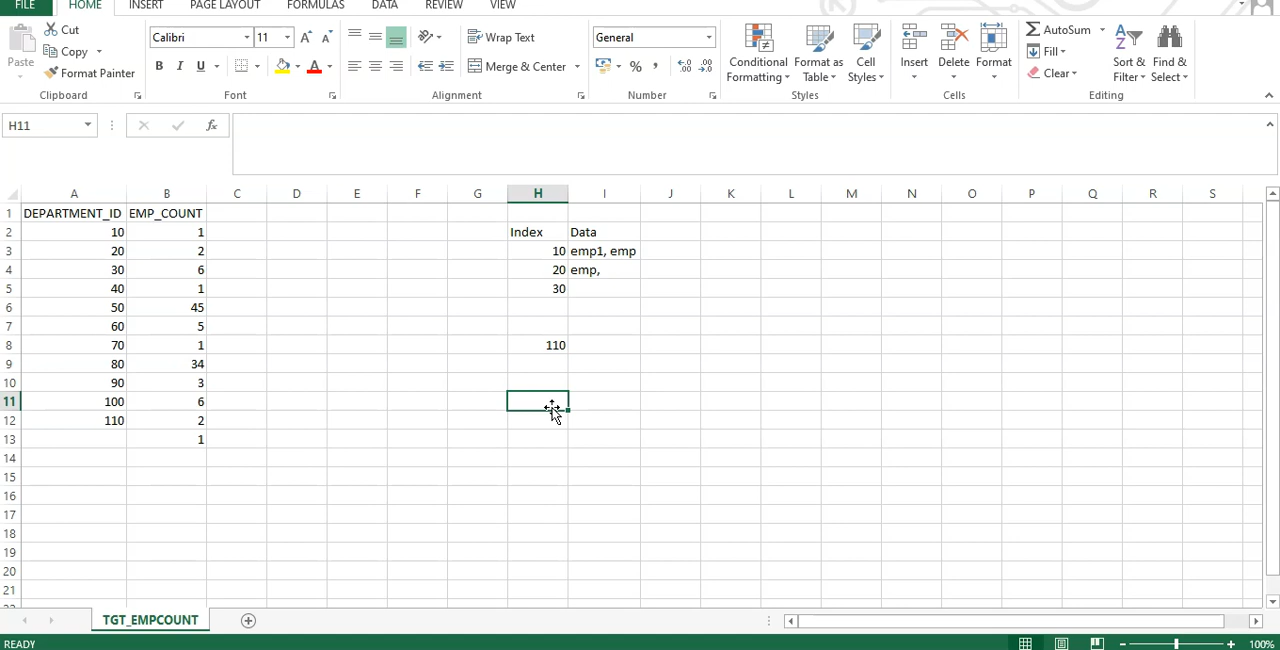 FILE HOME INSERT PAGE LAYOUT FORMULAS DATA REVIEW VIEW
Paste
Cut
Copy
Format Painter
Clipboard
Calibri 11 A A
B I U A
Font
Wrap Text
Merge & Center
Alignment
General
% , .0 .00 .00 .0
Number
Conditional Formatting
Format as Table
Cell Styles
Styles
Insert Delete Format
Cells
AutoSum
Fill
Clear
Sort & Filter
Find & Select
Editing
H11 fx
A B C D E F G H I J K L M N O P Q R S
1 DEPARTMENT_ID EMP_COUNT
2 10 1 Index Data
3 20 2 10 emp1, emp
4 30 6 20 emp,
5 40 1 30
6 50 45
7 60 5
8 70 1 110
9 80 34
10 90 3
11 100 6
12 110 2
13 1
14
15
16
17
18
19
20
21
TGT_EMPCOUNT
READY 100%